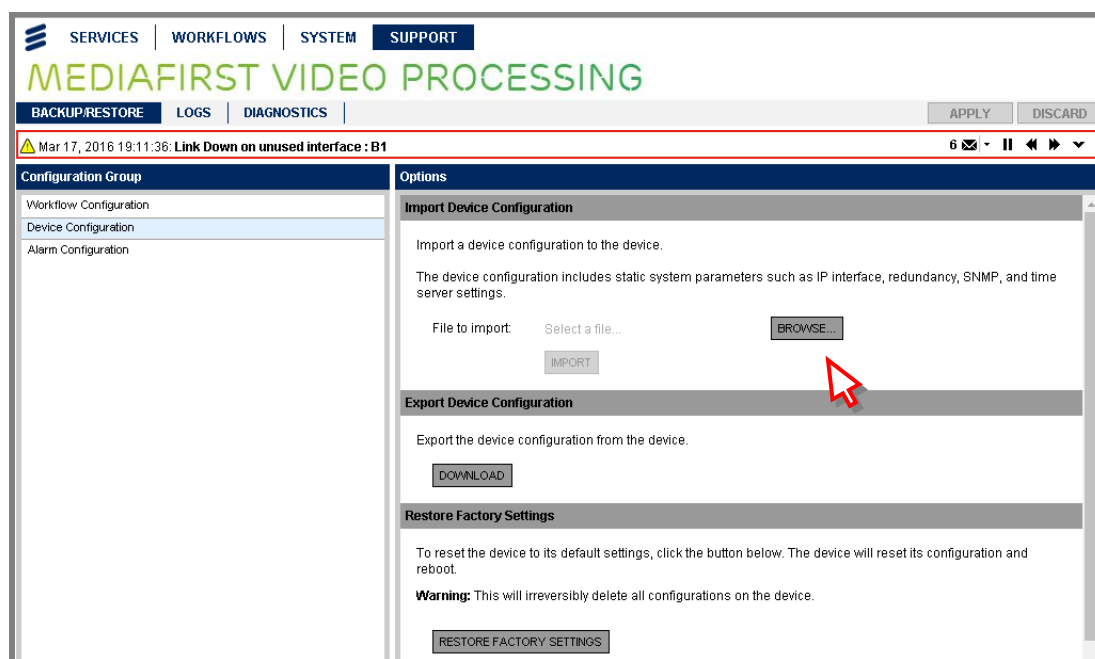 SERVICES WORKFLOWS SYSTEM SUPPORT
MEDIAFIRST VIDEO PROCESSING
BACKUP/RESTORE LOGS DIAGNOSTICS APPLY DISCARD
Mar 17, 2016 19:11:36: Link Down on unused interface : B1 6
Configuration Group
Workflow Configuration
Device Configuration
Alarm Configuration
Options
Import Device Configuration
Import a device configuration to the device.
The device configuration includes static system parameters such as IP interface, redundancy, SNMP, and time
server settings.
File to import: Select a file... BROWSE...
IMPORT
Export Device Configuration
Export the device configuration from the device.
DOWNLOAD
Restore Factory Settings
To reset the device to its default settings, click the button below. The device will reset its configuration and
reboot.
Warning: This will irreversibly delete all configurations on the device.
RESTORE FACTORY SETTINGS